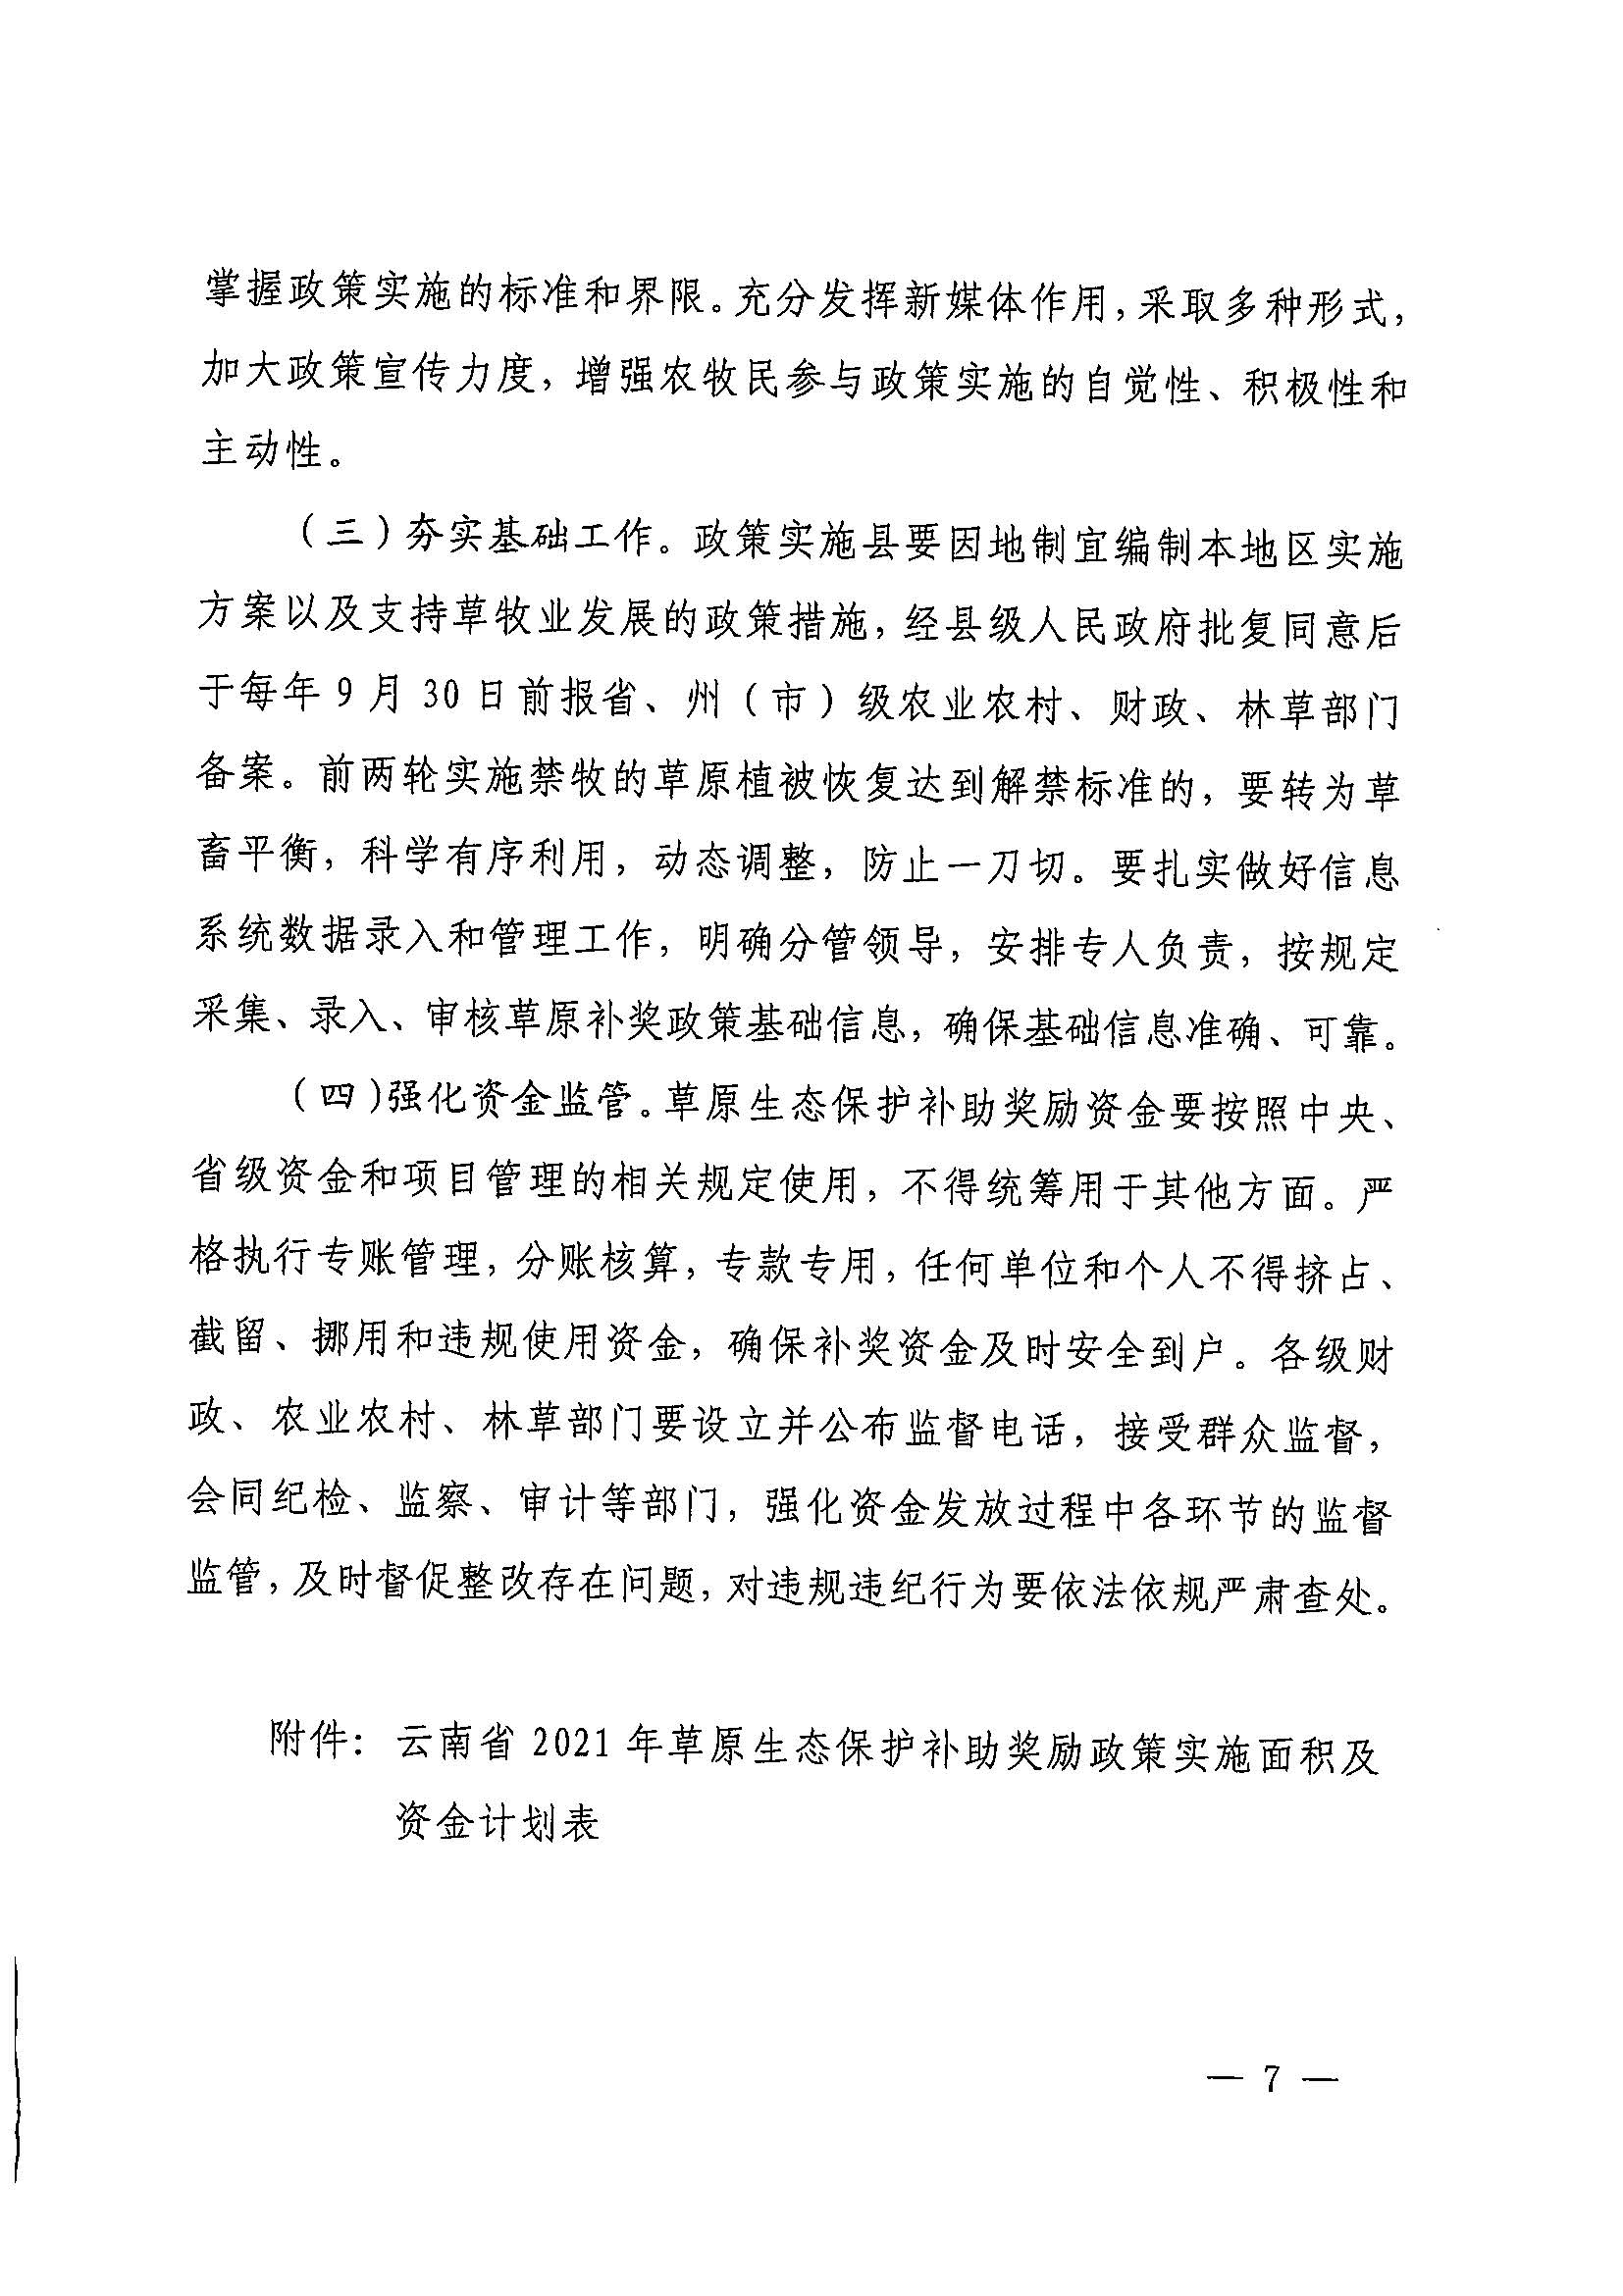 掌握政策实施的标准和界限。充分发挥新媒体作用，采取多种形式，
加大政策宣传力度，增强农牧民参与政策实施的自觉性、积极性和
主动性。
（三）夯实基础工作。政策实施县要因地制宜编制本地区实施
方案以及支持草牧业发展的政策措施，经县级人民政府批复同意后
于每年 9 月 30 日前报省、州（市）级农业农村、财政、林草部门
备案。前两轮实施禁牧的草原植被恢复达到解禁标准的，要转为草
畜平衡，科学有序利用，动态调整，防止一刀切。要扎实做好信息
系统数据录入和管理工作，明确分管领导，安排专人负责，按规定
采集、录入、审核草原补奖政策基础信息，确保基础信息准确、可靠。
（四）强化资金监管。草原生态保护补助奖励资金要按照中央、
省级资金和项目管理的相关规定使用，不得统筹用于其他方面。严
格执行专账管理，分账核算，专款专用，任何单位和个人不得挤占、
截留、挪用和违规使用资金，确保补奖资金及时安全到户。各级财
政、农业农村、林草部门要设立并公布监督电话，接受群众监督，
会同纪检、监察、审计等部门，强化资金发放过程中各环节的监督
监管，及时督促整改存在问题，对违规违纪行为要依法依规严肃查处。
附件：云南省 2021 年草原生态保护补助奖励政策实施面积及
资金计划表
— 7 —